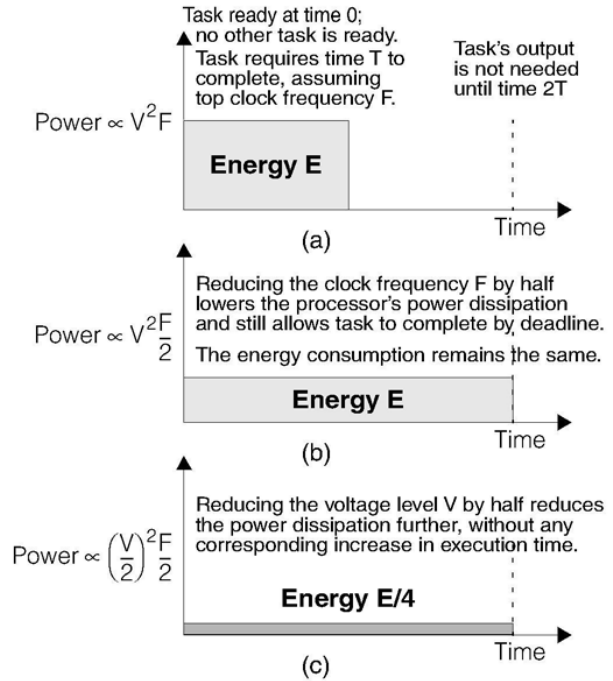 Task ready at time 0;
no other task is ready.
Task requires time T to
complete, assuming
top clock frequency F.
Task's output
is not needed
until time 2T
Power ∝ V²F
Energy E
Time
(a)
Reducing the clock frequency F by half
lowers the processor's power dissipation
and still allows task to complete by deadline.
The energy consumption remains the same.
Power ∝ V² F/2
Energy E
Time
(b)
Reducing the voltage level V by half reduces
the power dissipation further, without any
corresponding increase in execution time.
Power ∝ (V/2)² F/2
Energy E/4
Time
(c)